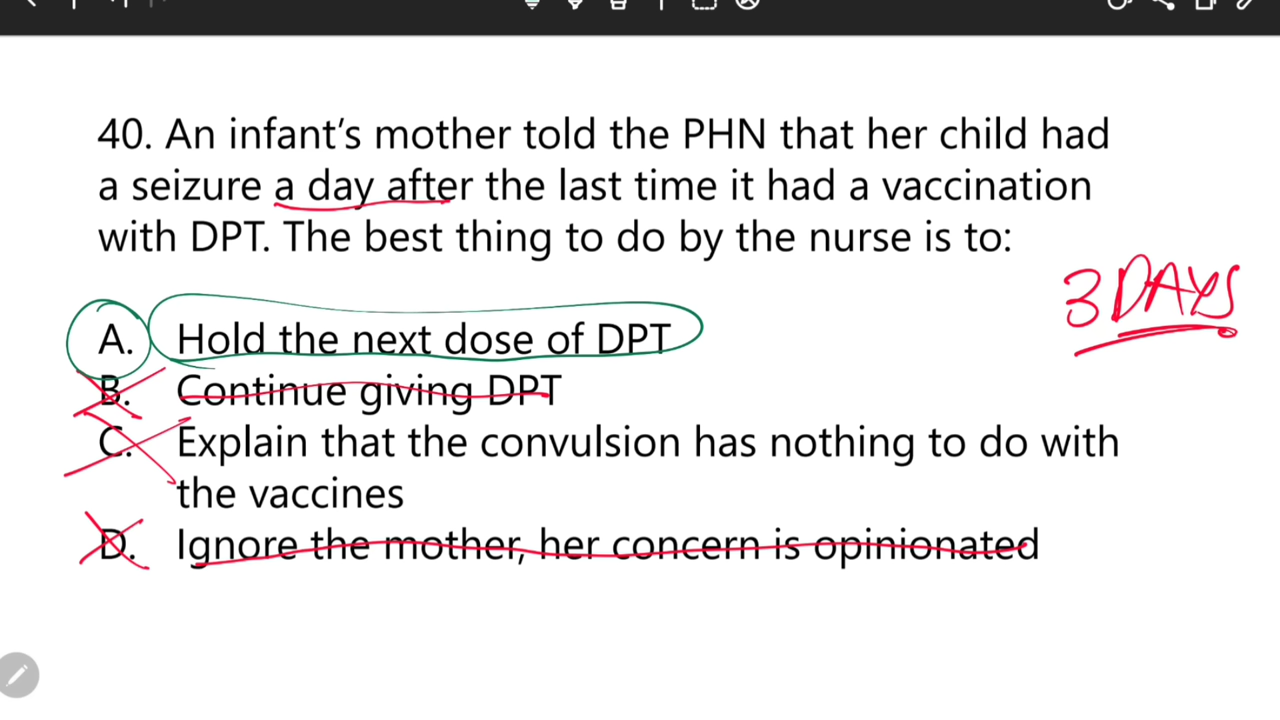 40. An infant's mother told the PHN that her child had
a seizure a day after the last time it had a vaccination
with DPT. The best thing to do by the nurse is to:
3 DAYS
A. Hold the next dose of DPT
B. Continue giving DPT
C. Explain that the convulsion has nothing to do with
the vaccines
D. Ignore the mother, her concern is opinionated